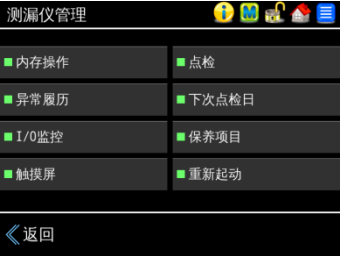 测漏仪管理
i M
内存操作 点检
异常履历 下次点检日
I/O监控 保养项目
触摸屏 重新起动
返回